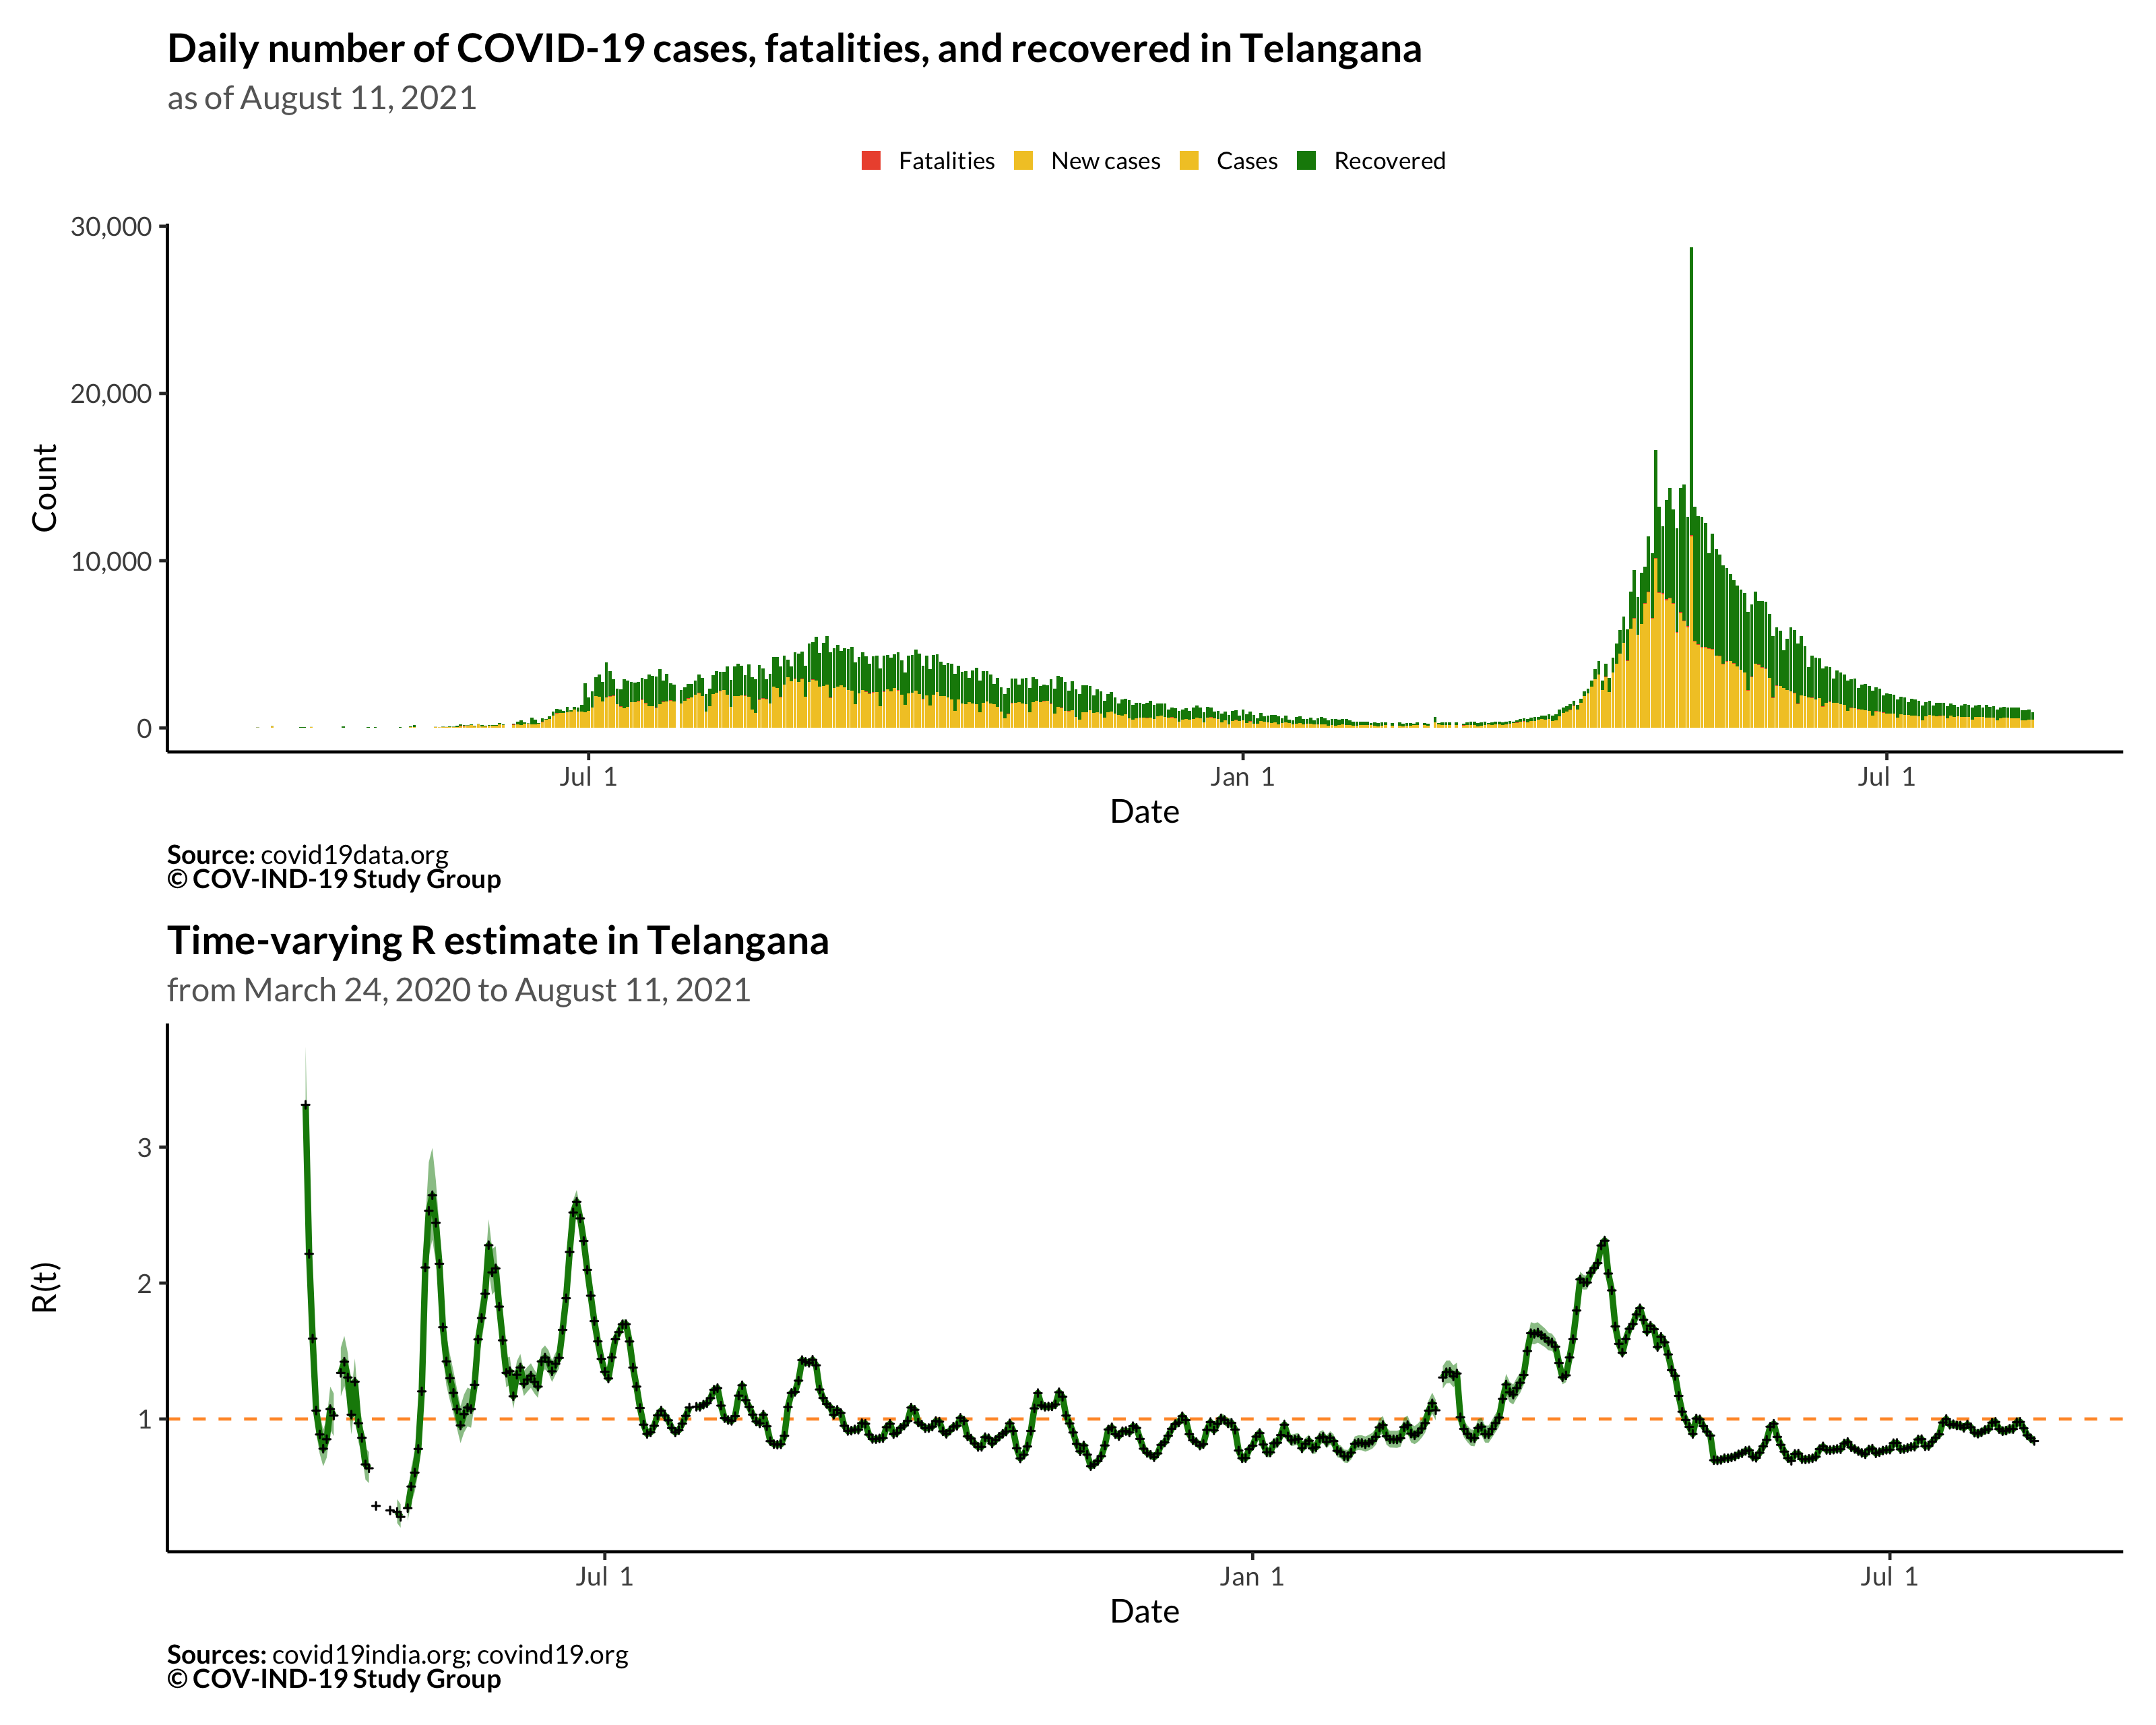 Daily number of COVID-19 cases, fatalities, and recovered in Telangana
as of August 11, 2021
Fatalities New cases Cases Recovered
30,000
20,000
10,000
0
Count
Jul 1 Jan 1 Jul 1
Date
Source: covid19data.org
© COV-IND-19 Study Group
Time-varying R estimate in Telangana
from March 24, 2020 to August 11, 2021
3
2
1
R(t)
Jul 1 Jan 1 Jul 1
Date
Sources: covid19india.org; covind19.org
© COV-IND-19 Study Group